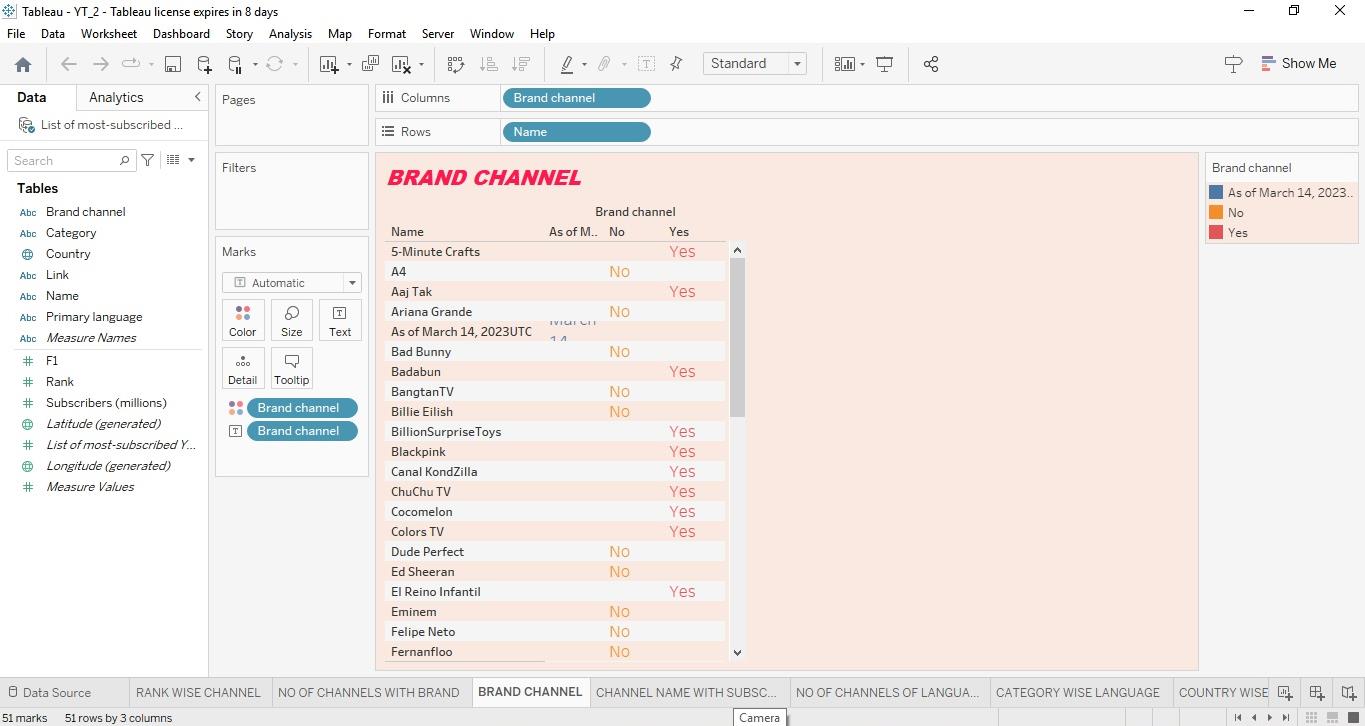 Tableau - YT_2 - Tableau license expires in 8 days
File Data Worksheet Dashboard Story Analysis Map Format Server Window Help
Standard
Show Me
Data Analytics
List of most-subscribed ...
Search
Tables
Abc Brand channel
Abc Category
Country
Abc Link
Abc Name
Abc Primary language
Abc Measure Names
# F1
# Rank
# Subscribers (millions)
Latitude (generated)
# List of most-subscribed Y...
Longitude (generated)
# Measure Values
Pages
Filters
Marks
T Automatic
Color Size Text
Detail Tooltip
Brand channel
Brand channel
Columns Brand channel
Rows Name
BRAND CHANNEL
Brand channel
Name As of M.. No Yes
5-Minute Crafts Yes
A4 No
Aaj Tak Yes
Ariana Grande No
As of March 14, 2023UTC March 14
Bad Bunny No
Badabun Yes
BangtanTV No
Billie Eilish No
BillionSurpriseToys Yes
Blackpink Yes
Canal KondZilla Yes
ChuChu TV Yes
Cocomelon Yes
Colors TV Yes
Dude Perfect No
Ed Sheeran No
El Reino Infantil Yes
Eminem No
Felipe Neto No
Fernanfloo No
Brand channel
As of March 14, 2023..
No
Yes
Data Source RANK WISE CHANNEL NO OF CHANNELS WITH BRAND BRAND CHANNEL CHANNEL NAME WITH SUBSC... NO OF CHANNELS OF LANGUA... CATEGORY WISE LANGUAGE COUNTRY WISE
51 marks 51 rows by 3 columns
Camera